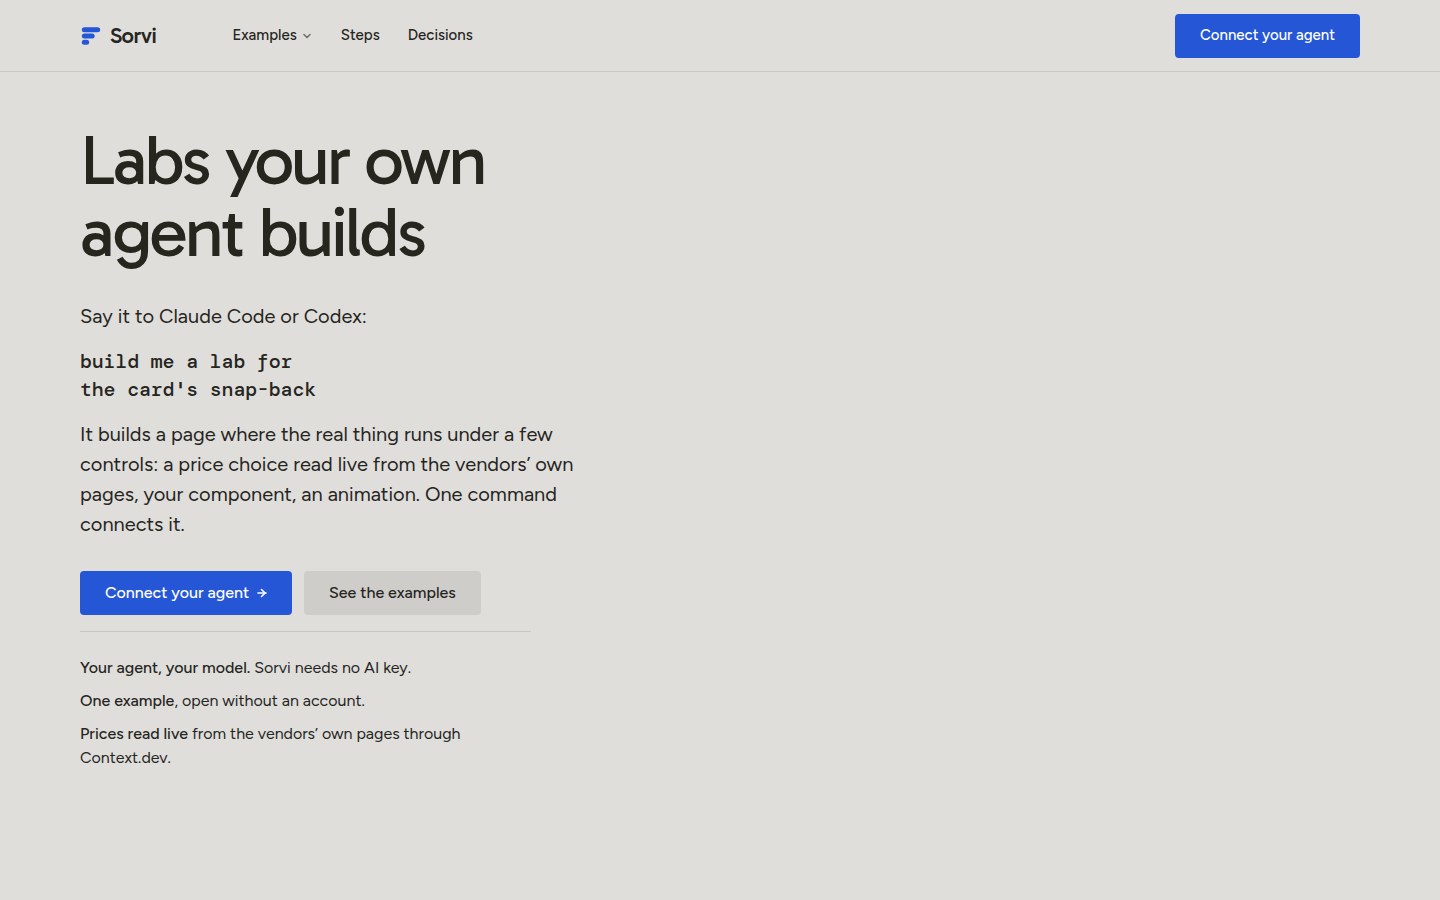 Sorvi
Examples
Steps
Decisions
Connect your agent
Labs your own
agent builds
Say it to Claude Code or Codex:
build me a lab for
the card's snap-back
It builds a page where the real thing runs under a few
controls: a price choice read live from the vendors’ own
pages, your component, an animation. One command
connects it.
Connect your agent →
See the examples
Your agent, your model. Sorvi needs no AI key.
One example, open without an account.
Prices read live from the vendors’ own pages through
Context.dev.